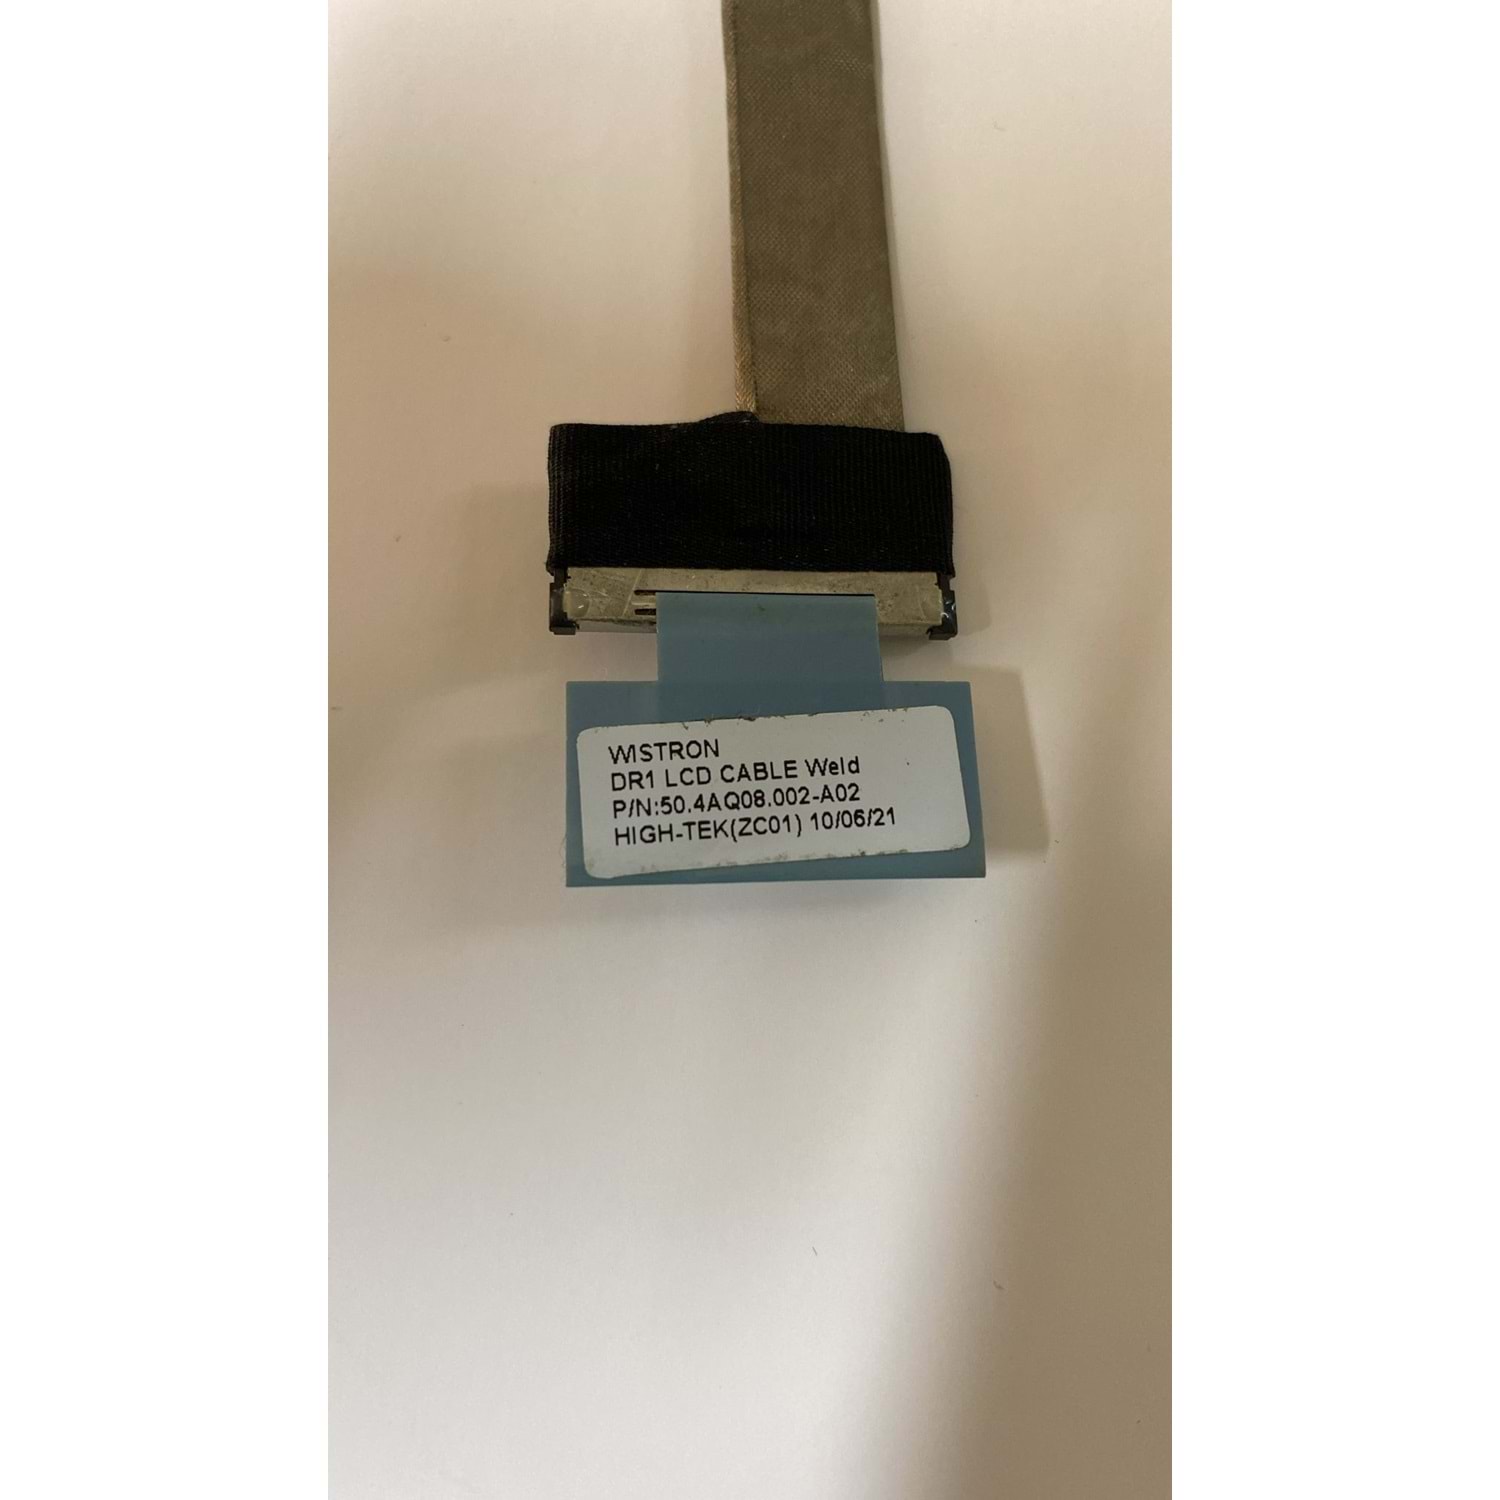 WISTRON
DR1 LCD CABLE Weld
P/N:50.4AQ08.002-A02
HIGH-TEK(ZC01) 10/06/21